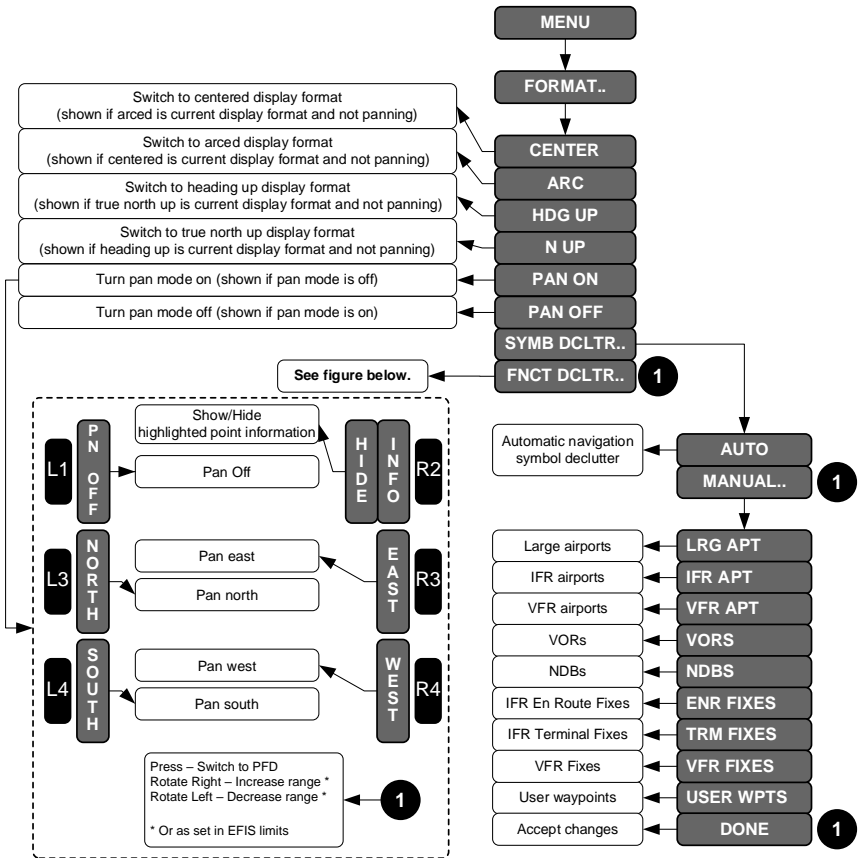 MENU
FORMAT..
Switch to centered display format
(shown if arced is current display format and not panning)
CENTER
Switch to arced display format
(shown if centered is current display format and not panning)
ARC
Switch to heading up display format
(shown if true north up is current display format and not panning)
HDG UP
Switch to true north up display format
(shown if heading up is current display format and not panning)
N UP
Turn pan mode on (shown if pan mode is off)
PAN ON
Turn pan mode off (shown if pan mode is on)
PAN OFF
SYMB DCLTR..
See figure below.
FNCT DCLTR..
1
L1
PN OFF
Show/Hide
highlighted point information
Pan Off
HIDE
INFO
R2
L3
NORTH
Pan east
Pan north
EAST
R3
L4
SOUTH
Pan west
Pan south
WEST
R4
Press – Switch to PFD
Rotate Right – Increase range *
Rotate Left – Decrease range *
* Or as set in EFIS limits
1
Automatic navigation
symbol declutter
AUTO
MANUAL..
1
Large airports
LRG APT
IFR airports
IFR APT
VFR airports
VFR APT
VORs
VORS
NDBs
NDBS
IFR En Route Fixes
ENR FIXES
IFR Terminal Fixes
TRM FIXES
VFR Fixes
VFR FIXES
User waypoints
USER WPTS
Accept changes
DONE
1